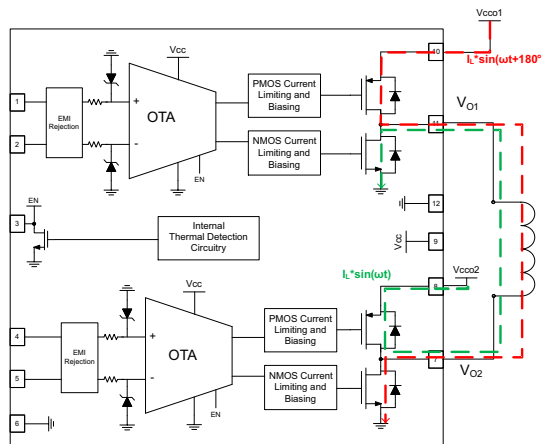 Vcco1
10
IL*sin(ωt+180°
Vcc
PMOS Current
Limiting and
Biasing
1
+
EMI
Rejection
OTA
11
VO1
2
-
NMOS Current
Limiting and
Biasing
EN
EN
12
3
Internal
Thermal Detection
Circuitry
Vcc
9
IL*sin(ωt)
Vcco2
8
Vcc
PMOS Current
Limiting and
Biasing
4
+
EMI
Rejection
OTA
7
VO2
5
-
NMOS Current
Limiting and
Biasing
EN
6